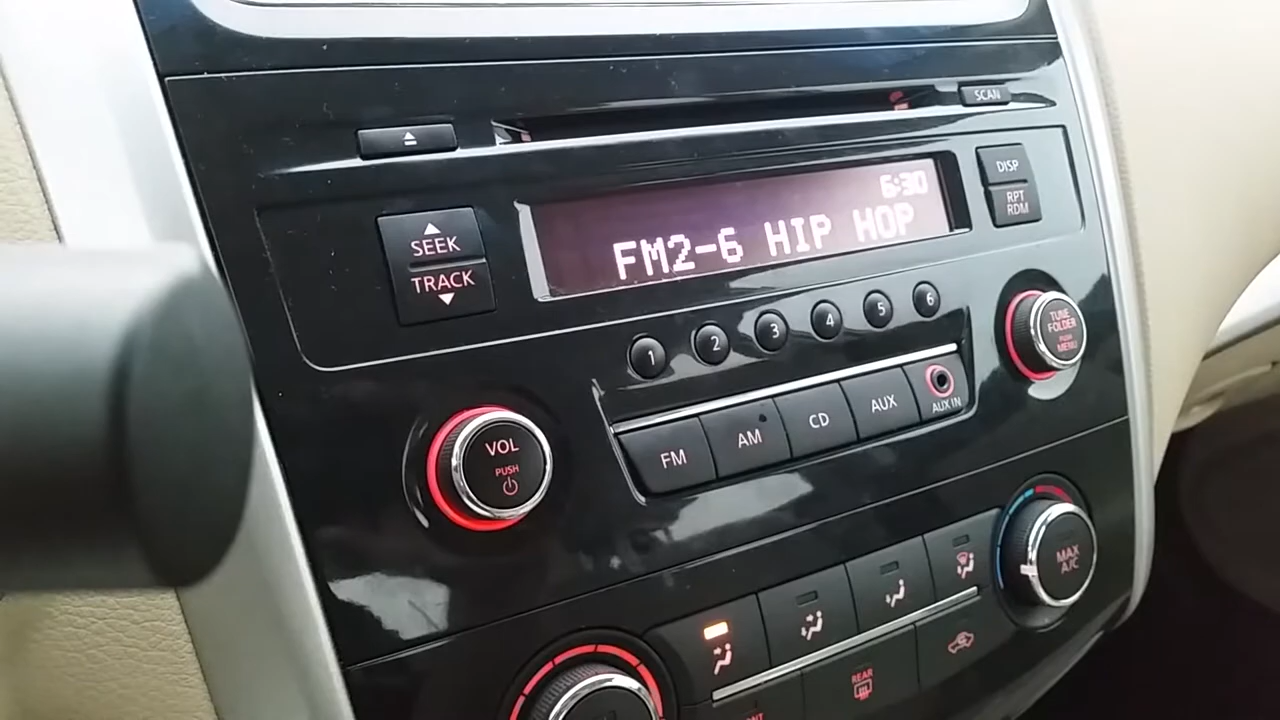 SCAN
DISP
RPT
RDM
6:30
FM2-6 HIP HOP
SEEK
TRACK
1 2 3 4 5 6
TUNE
FOLDER
PUSH
MENU
VOL
PUSH
FM AM CD AUX AUX IN
MAX
A/C
REAR